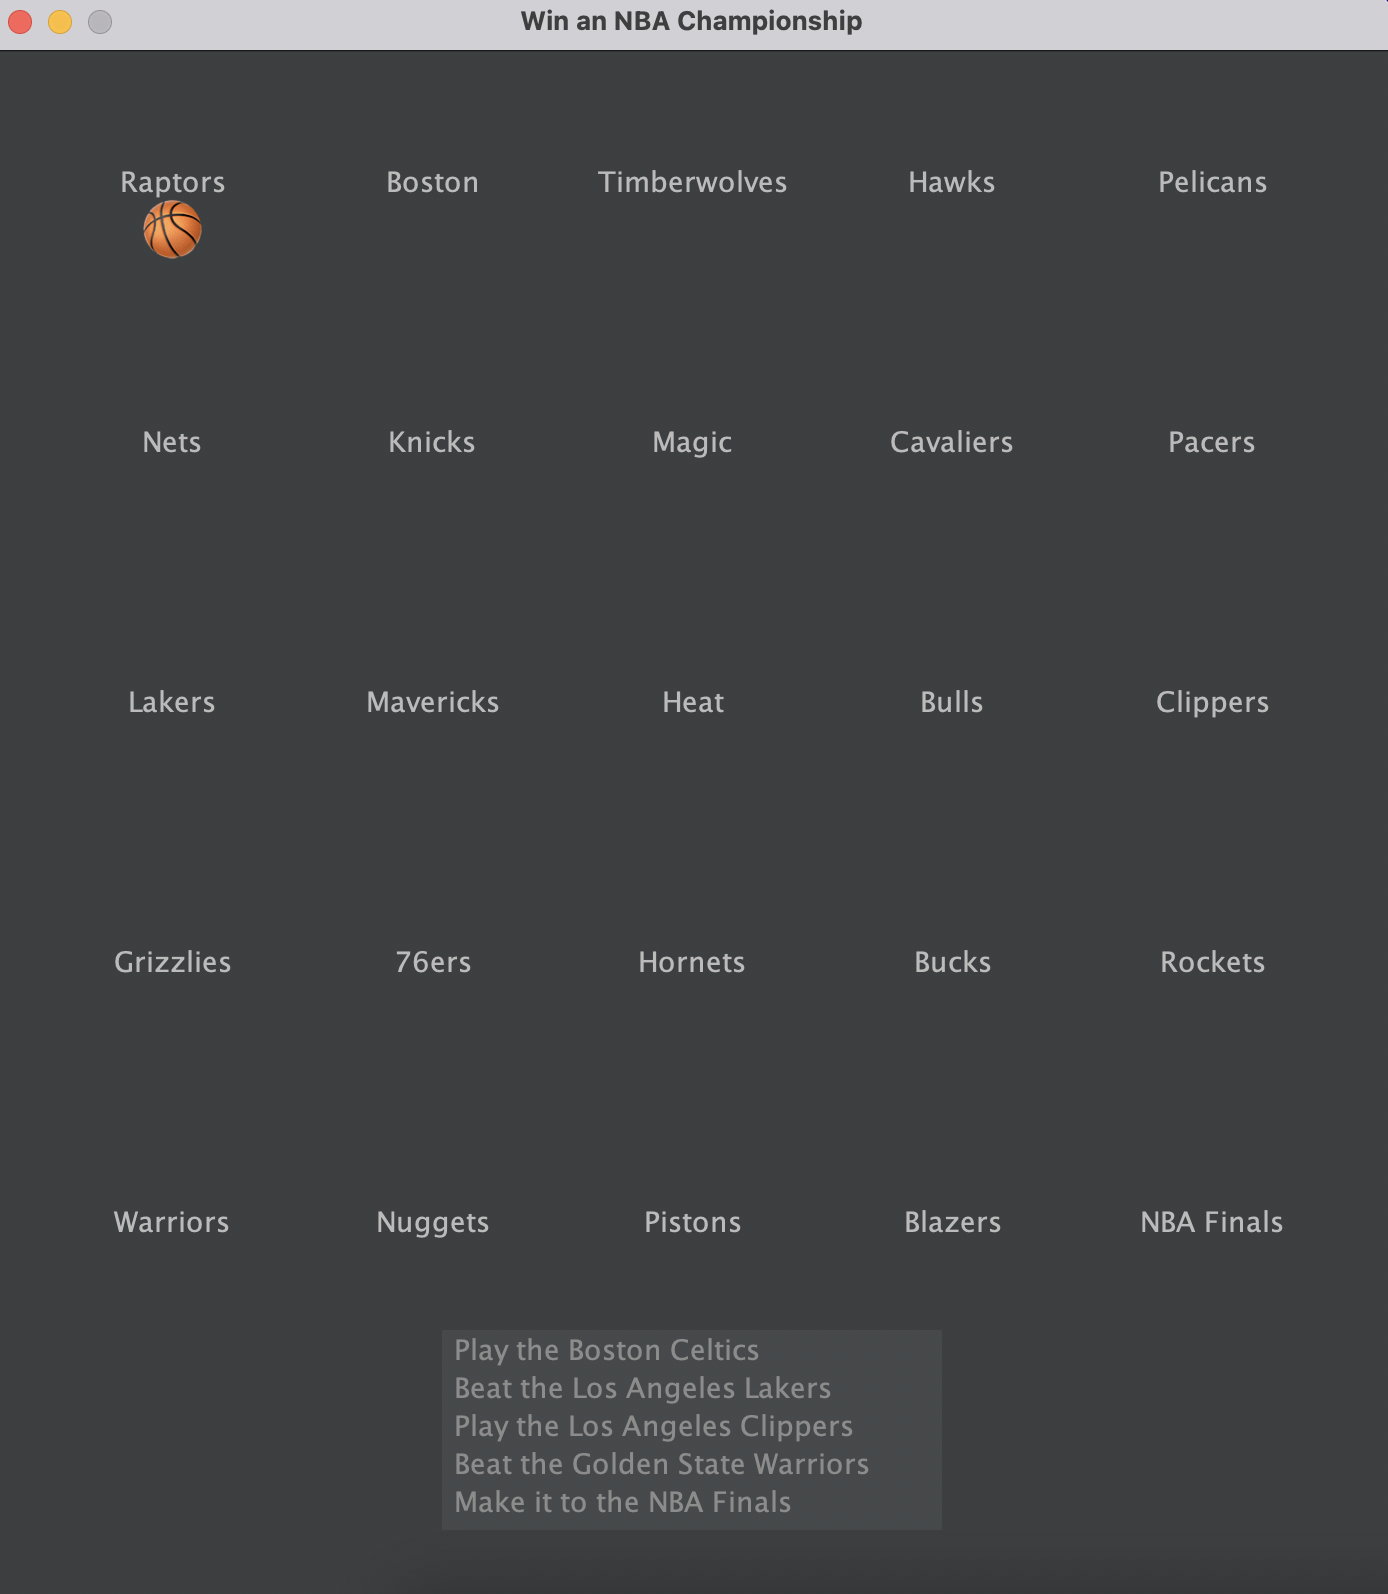 Win an NBA Championship
Raptors Boston Timberwolves Hawks Pelicans
Nets Knicks Magic Cavaliers Pacers
Lakers Mavericks Heat Bulls Clippers
Grizzlies 76ers Hornets Bucks Rockets
Warriors Nuggets Pistons Blazers NBA Finals
Play the Boston Celtics
Beat the Los Angeles Lakers
Play the Los Angeles Clippers
Beat the Golden State Warriors
Make it to the NBA Finals